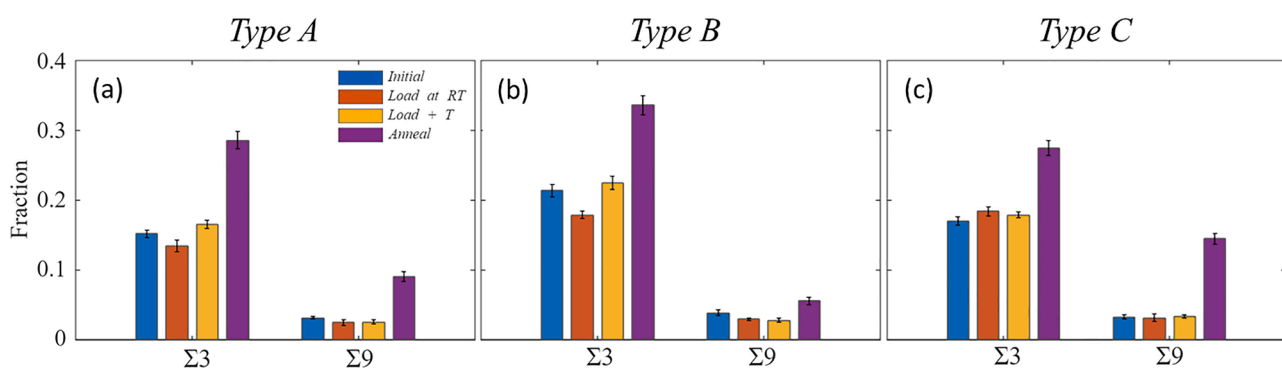 Type A
Type B
Type C
(a)
(b)
(c)
Initial
Load at RT
Load + T
Anneal
Fraction
0.4
0.3
0.2
0.1
0
Σ3
Σ9
Σ3
Σ9
Σ3
Σ9